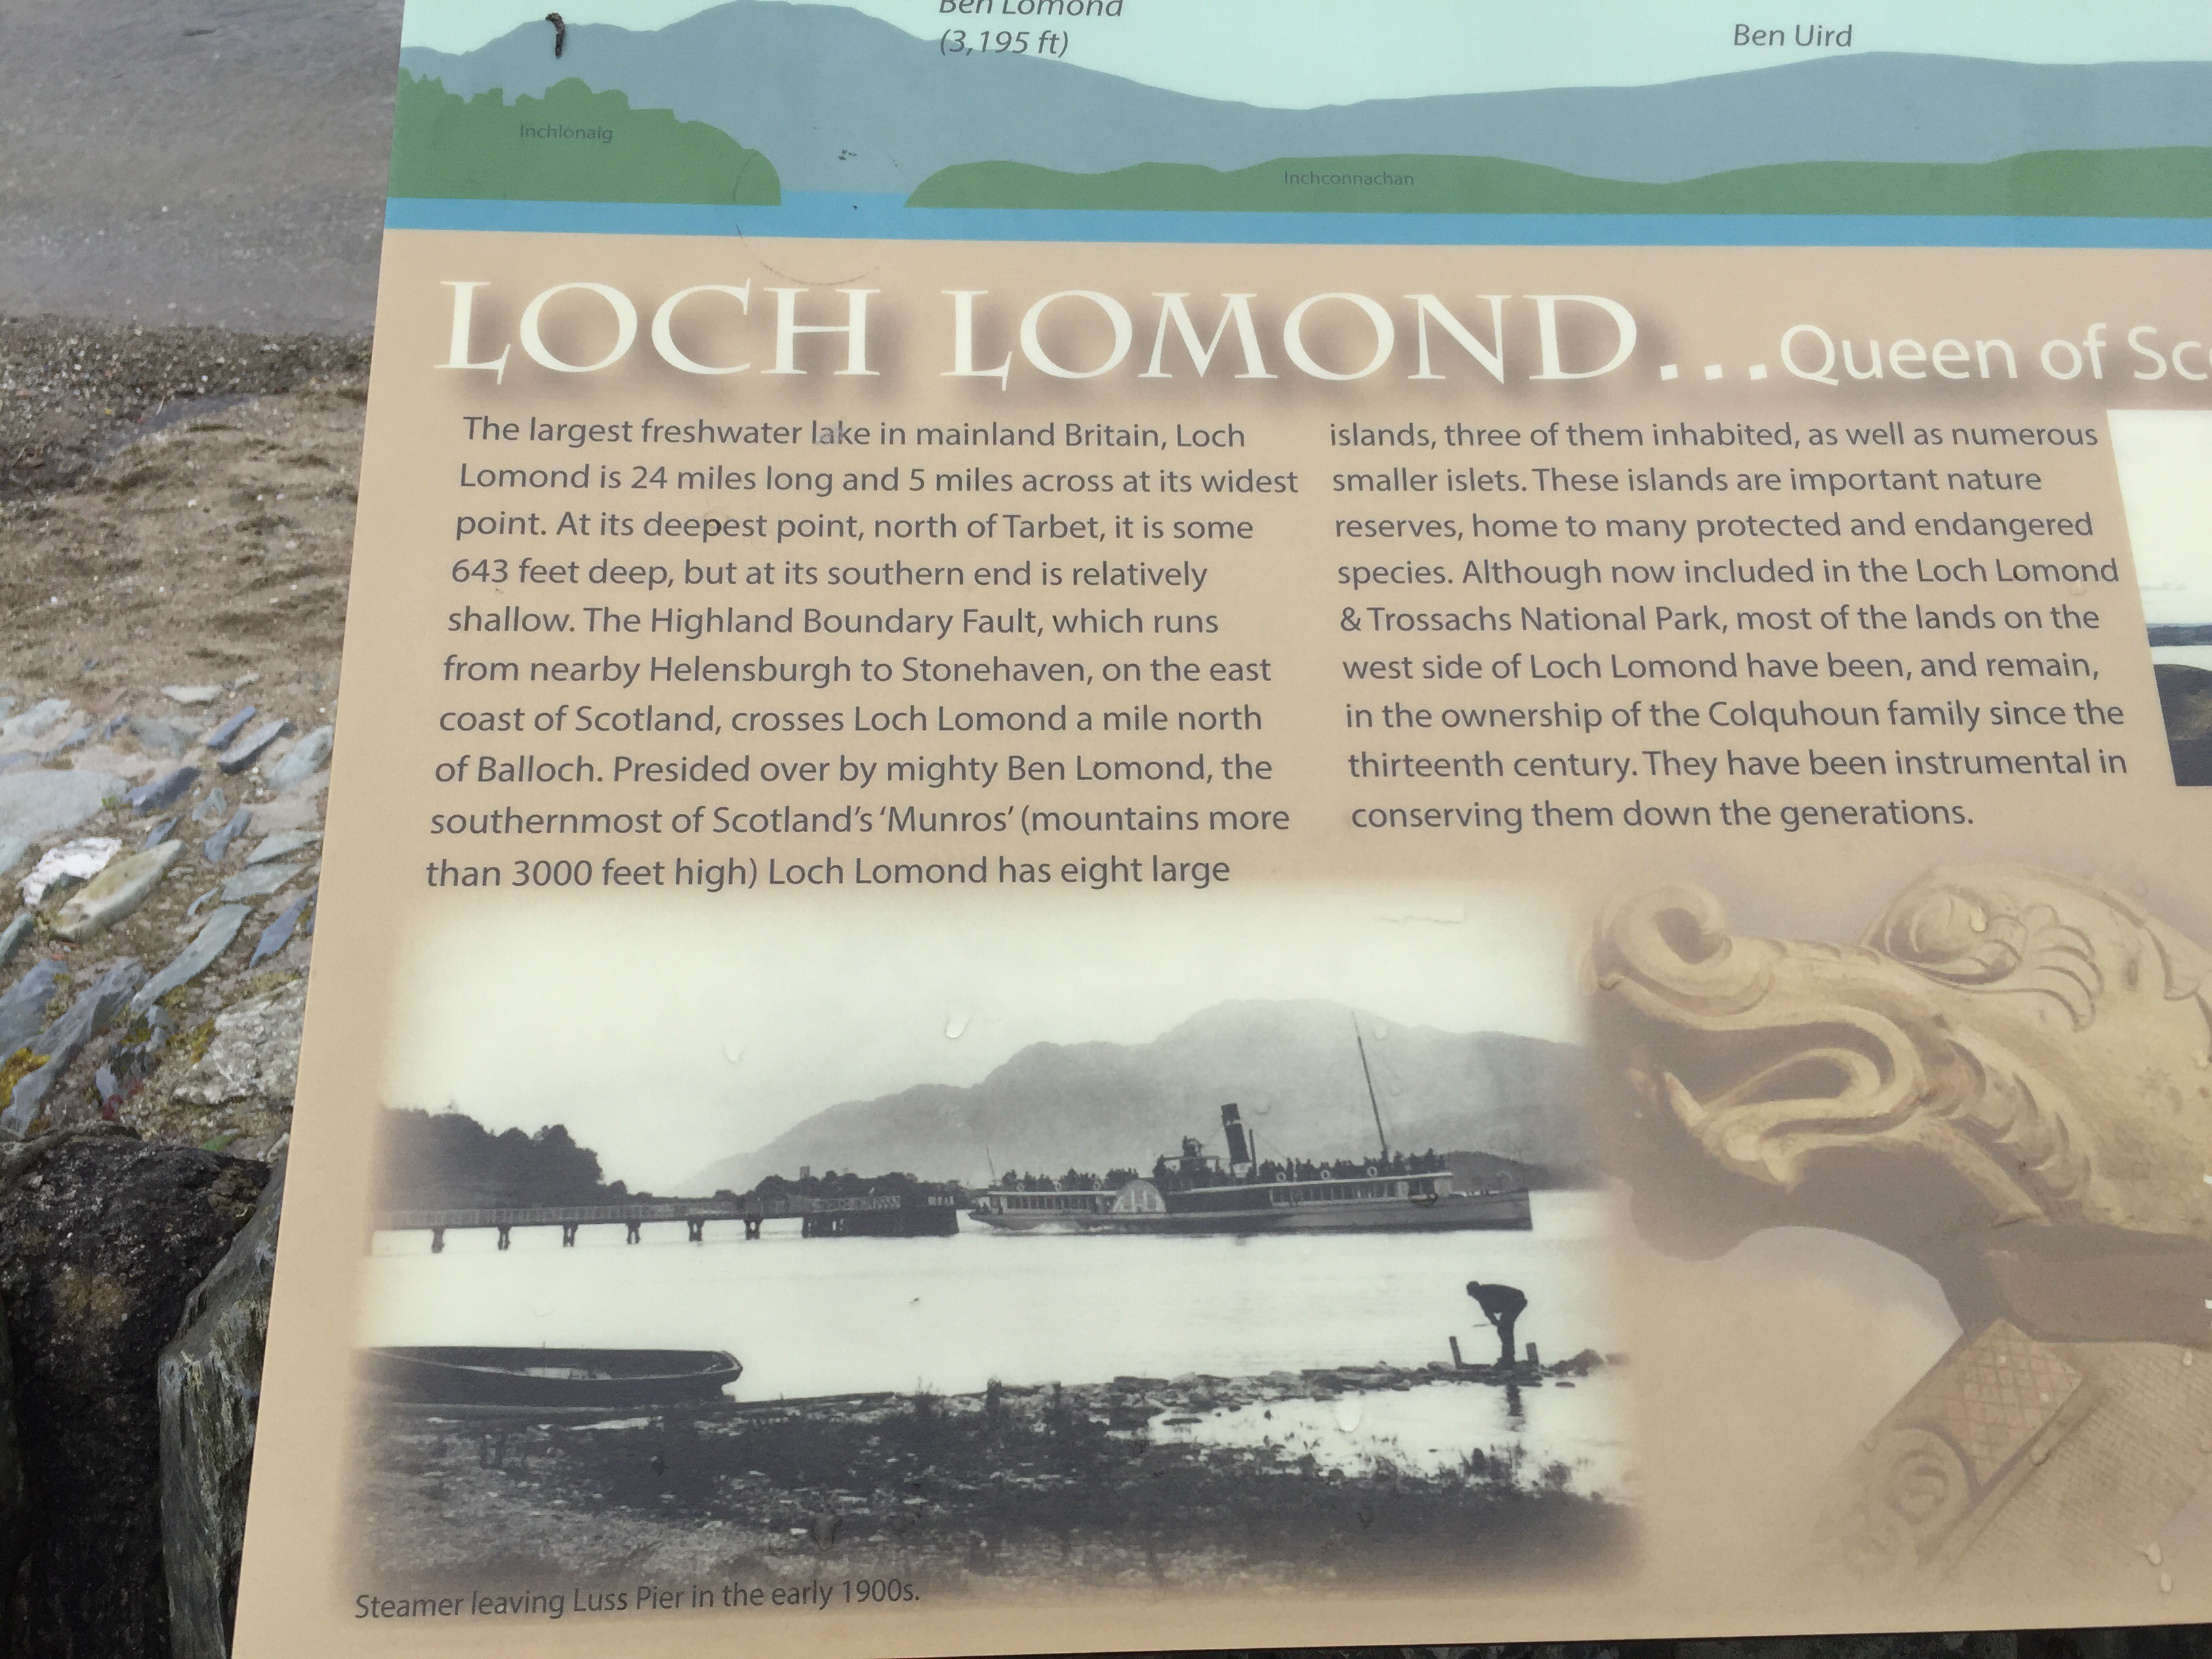 Ben Lomond
(3,195 ft)
Ben Uird
Inchlonaig
Inchconnachan
LOCH LOMOND...Queen of
The largest freshwater lake in mainland Britain, Loch
Lomond is 24 miles long and 5 miles across at its widest
point. At its deepest point, north of Tarbet, it is some
643 feet deep, but at its southern end is relatively
shallow. The Highland Boundary Fault, which runs
from nearby Helensburgh to Stonehaven, on the east
coast of Scotland, crosses Loch Lomond a mile north
of Balloch. Presided over by mighty Ben Lomond, the
southernmost of Scotland's 'Munros' (mountains more
than 3000 feet high) Loch Lomond has eight large
islands, three of them inhabited, as well as numerous
smaller islets. These islands are important nature
reserves, home to many protected and endangered
species. Although now included in the Loch Lomond
& Trossachs National Park, most of the lands on the
west side of Loch Lomond have been, and remain,
in the ownership of the Colquhoun family since the
thirteenth century. They have been instrumental in
conserving them down the generations.
Steamer leaving Luss Pier in the early 1900s.